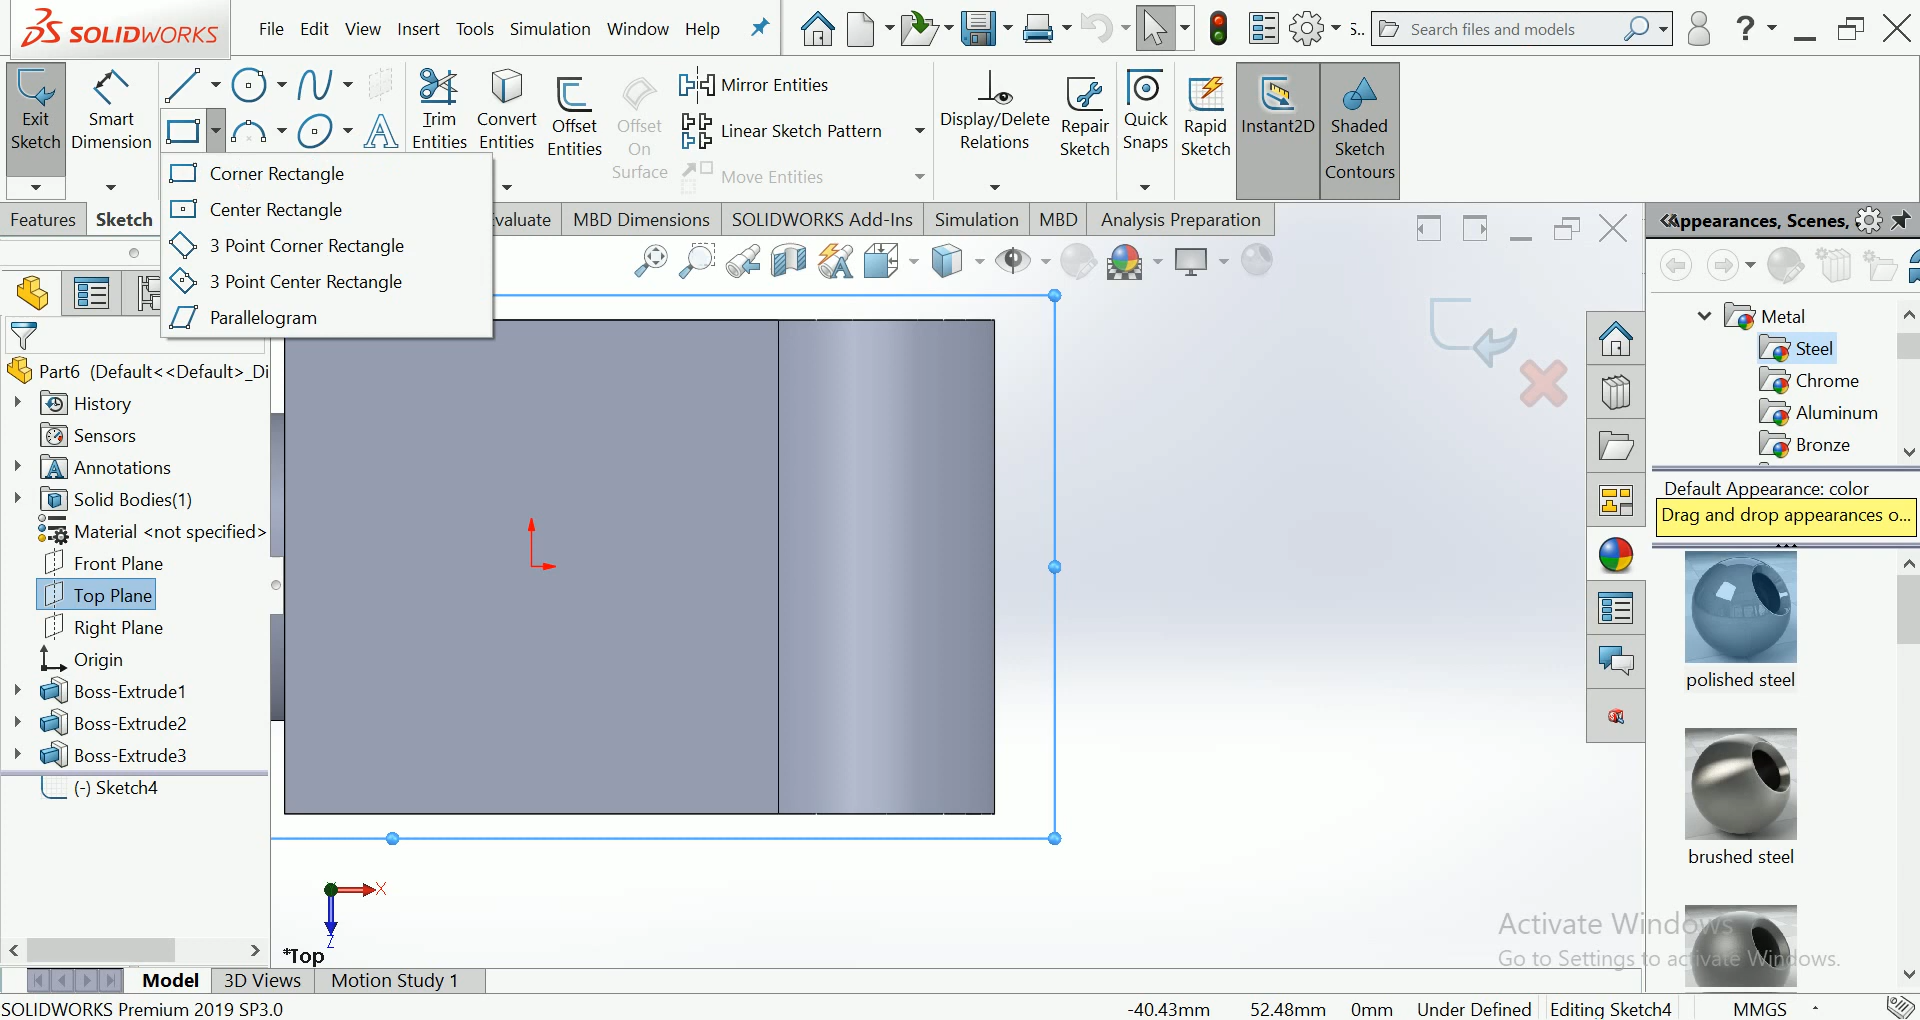 SOLIDWORKS
File Edit View Insert Tools Simulation Window Help
S..
Search files and models
?
Exit Sketch
Smart Dimension
Trim Entities
Convert Entities
Offset Entities
Offset On Surface
Mirror Entities
Linear Sketch Pattern
Move Entities
Display/Delete Relations
Repair Sketch
Quick Snaps
Rapid Sketch
Instant2D
Shaded Sketch Contours
Corner Rectangle
Center Rectangle
3 Point Corner Rectangle
3 Point Center Rectangle
Parallelogram
Features Sketch valuate MBD Dimensions SOLIDWORKS Add-Ins Simulation MBD Analysis Preparation
Appearances, Scenes,
Part6 (Default<<Default>_Di
History
Sensors
Annotations
Solid Bodies(1)
Material <not specified>
Front Plane
Top Plane
Right Plane
Origin
Boss-Extrude1
Boss-Extrude2
Boss-Extrude3
(-) Sketch4
X
Z
*Top
Metal
Steel
Chrome
Aluminum
Bronze
Default Appearance: color
Drag and drop appearances o...
polished steel
brushed steel
Activate Windows
Go to Settings to activate Windows.
Model 3D Views Motion Study 1
SOLIDWORKS Premium 2019 SP3.0
-40.43mm 52.48mm 0mm Under Defined Editing Sketch4 MMGS